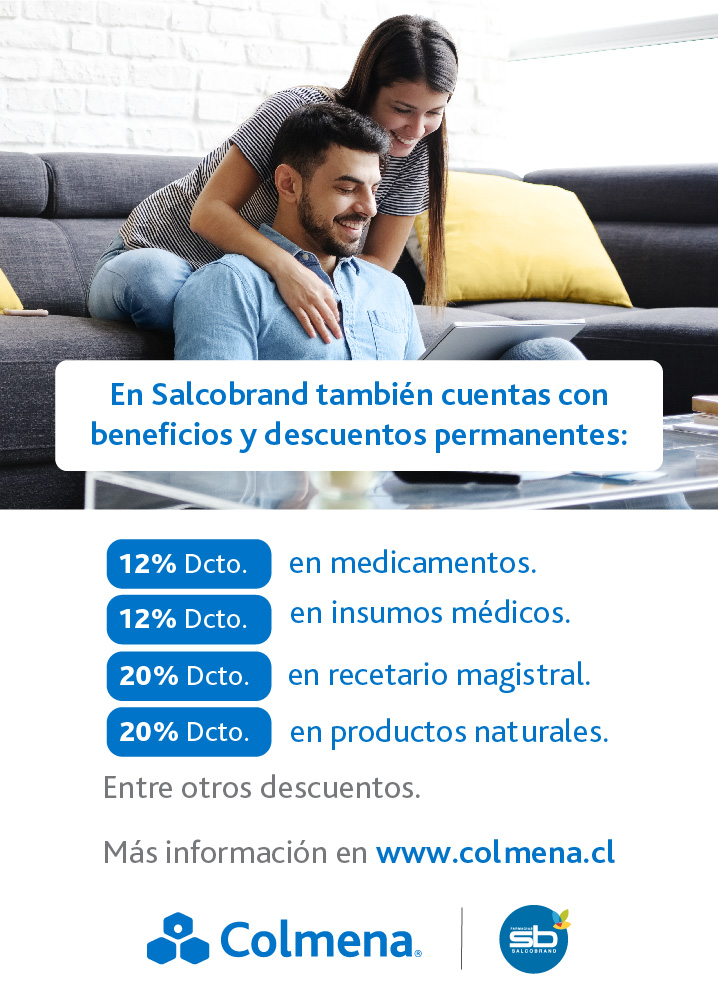 En Salcobrand también cuentas con
beneficios y descuentos permanentes:
12% Dcto. en medicamentos.
12% Dcto. en insumos médicos.
20% Dcto. en recetario magistral.
20% Dcto. en productos naturales.
Entre otros descuentos.
Más información en www.colmena.cl
Colmena®
FARMACIAS
sb
SALCOBRAND